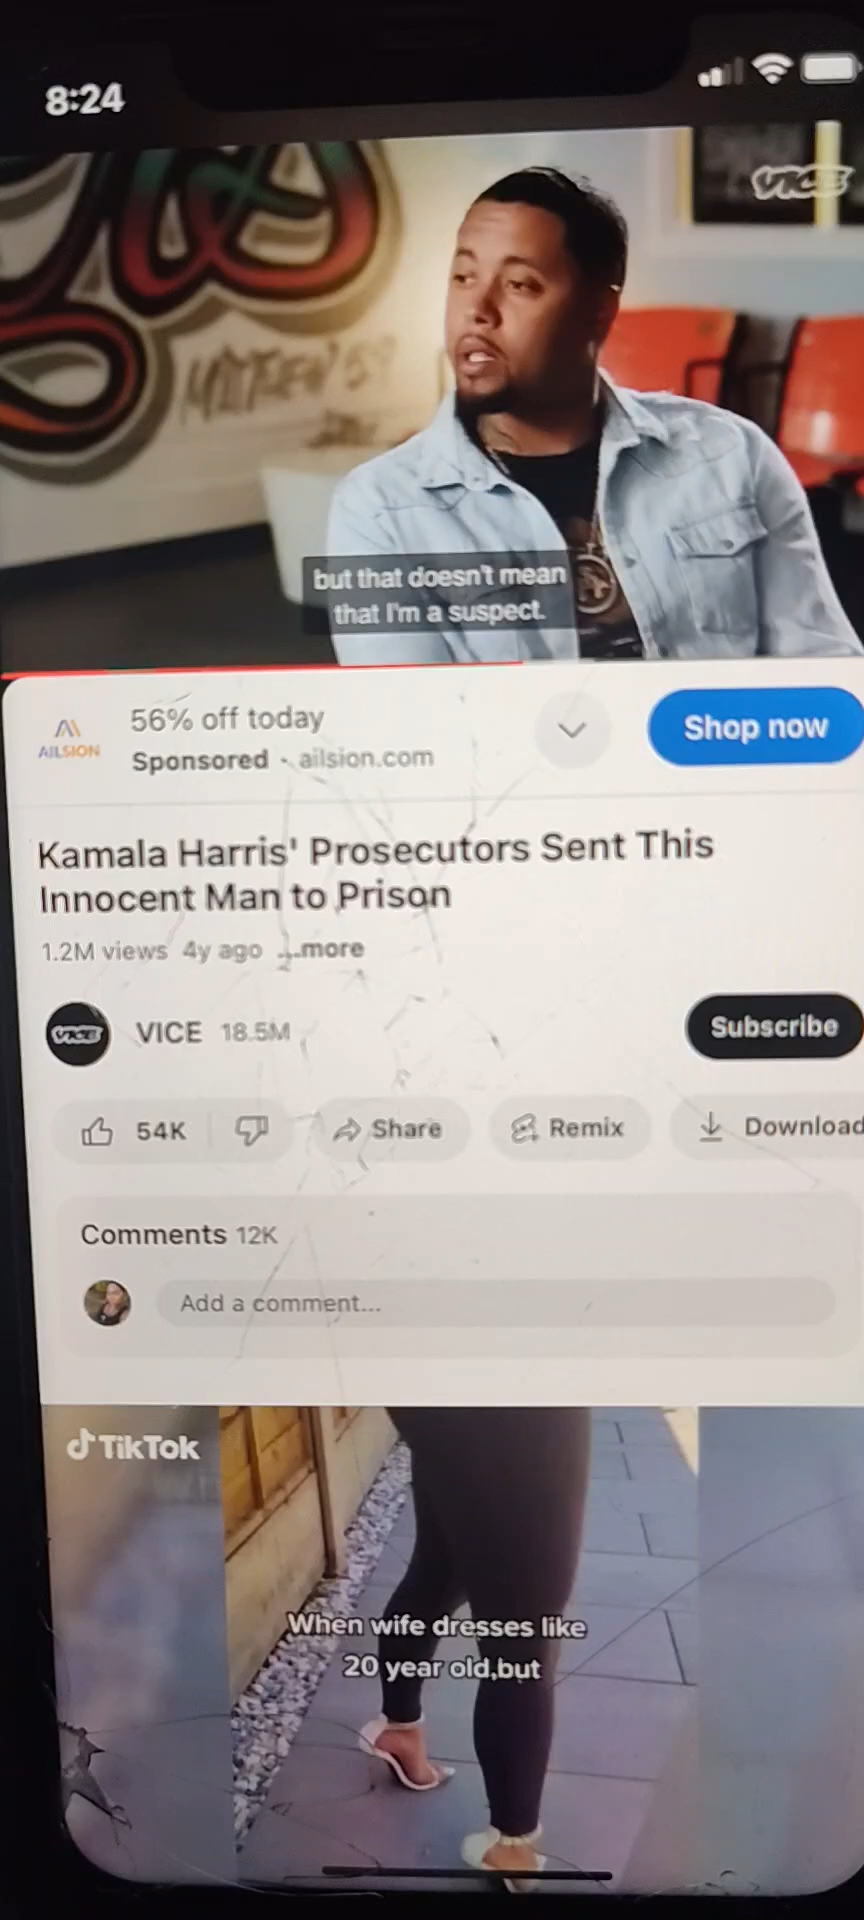 8:24
VICE
but that doesn't mean
that I'm a suspect.
56% off today
AILSION
Sponsored · ailsion.com
Shop now
Kamala Harris' Prosecutors Sent This
Innocent Man to Prison
1.2M views 4y ago ...more
VICE
VICE 18.5M
Subscribe
54K
Share
Remix
Download
Comments 12K
Add a comment...
TikTok
When wife dresses like
20 year old,but